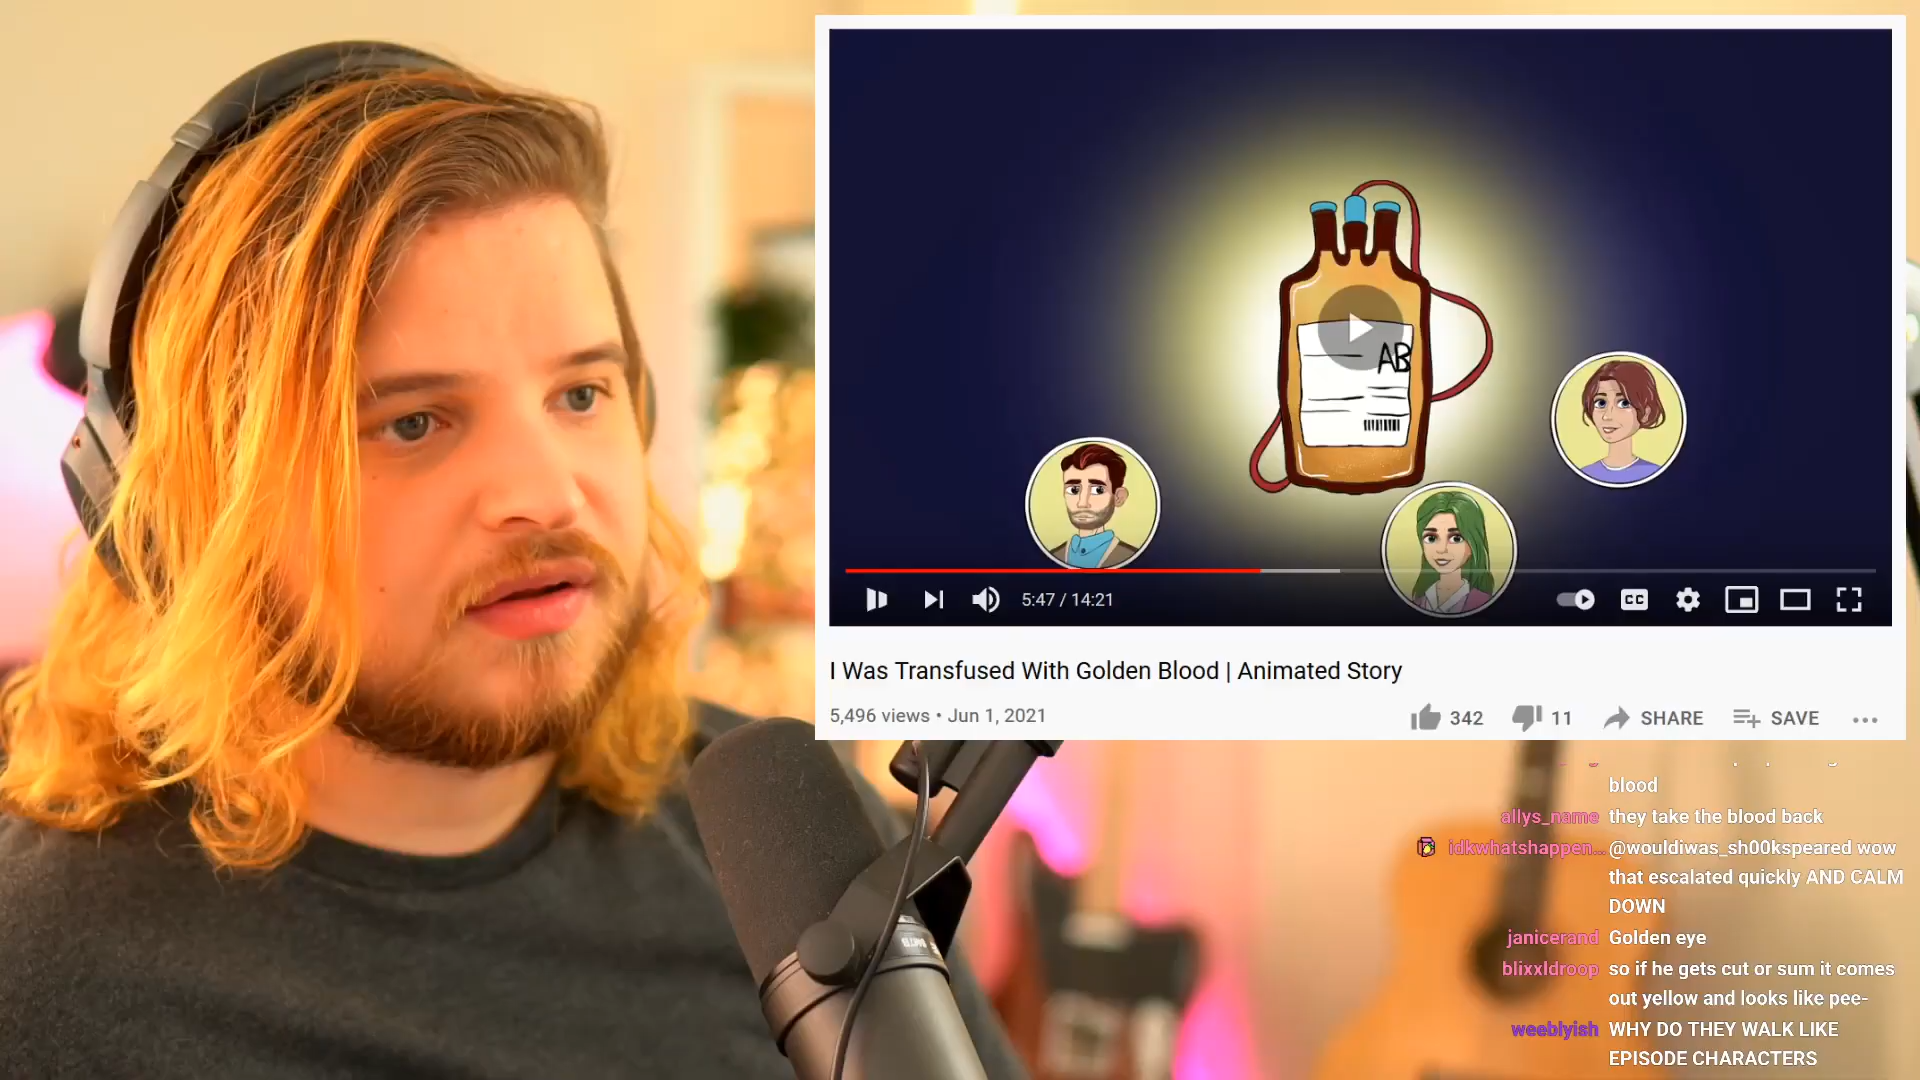 AB
5:47 / 14:21
CC
I Was Transfused With Golden Blood | Animated Story
5,496 views • Jun 1, 2021
342
11
SHARE
SAVE
blood
allys_name they take the blood back
idkwhatshappen... @wouldiwas_sh00kspeared wow
that escalated quickly AND CALM
DOWN
janicerand Golden eye
blixxldroop so if he gets cut or sum it comes
out yellow and looks like pee-
weeblyish WHY DO THEY WALK LIKE
EPISODE CHARACTERS